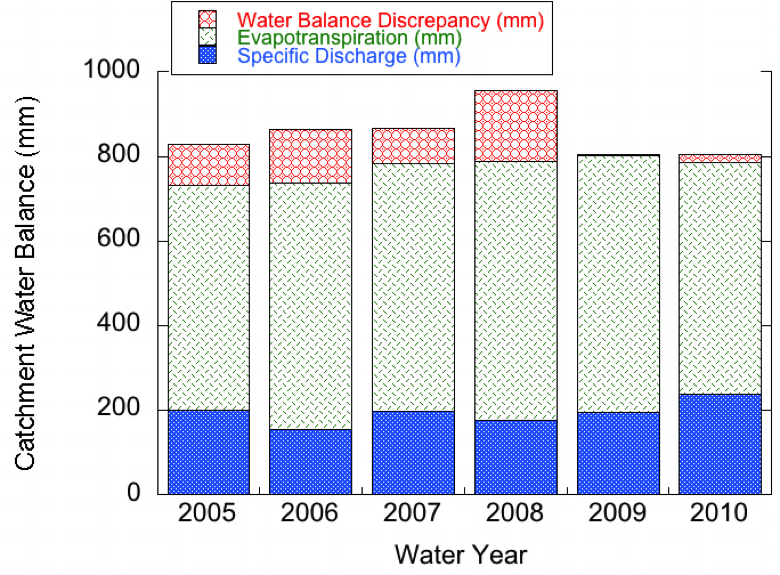 Water Balance Discrepancy (mm)
Evapotranspiration (mm)
Specific Discharge (mm)
Catchment Water Balance (mm)
1000
800
600
400
200
0
2005 2006 2007 2008 2009 2010
Water Year